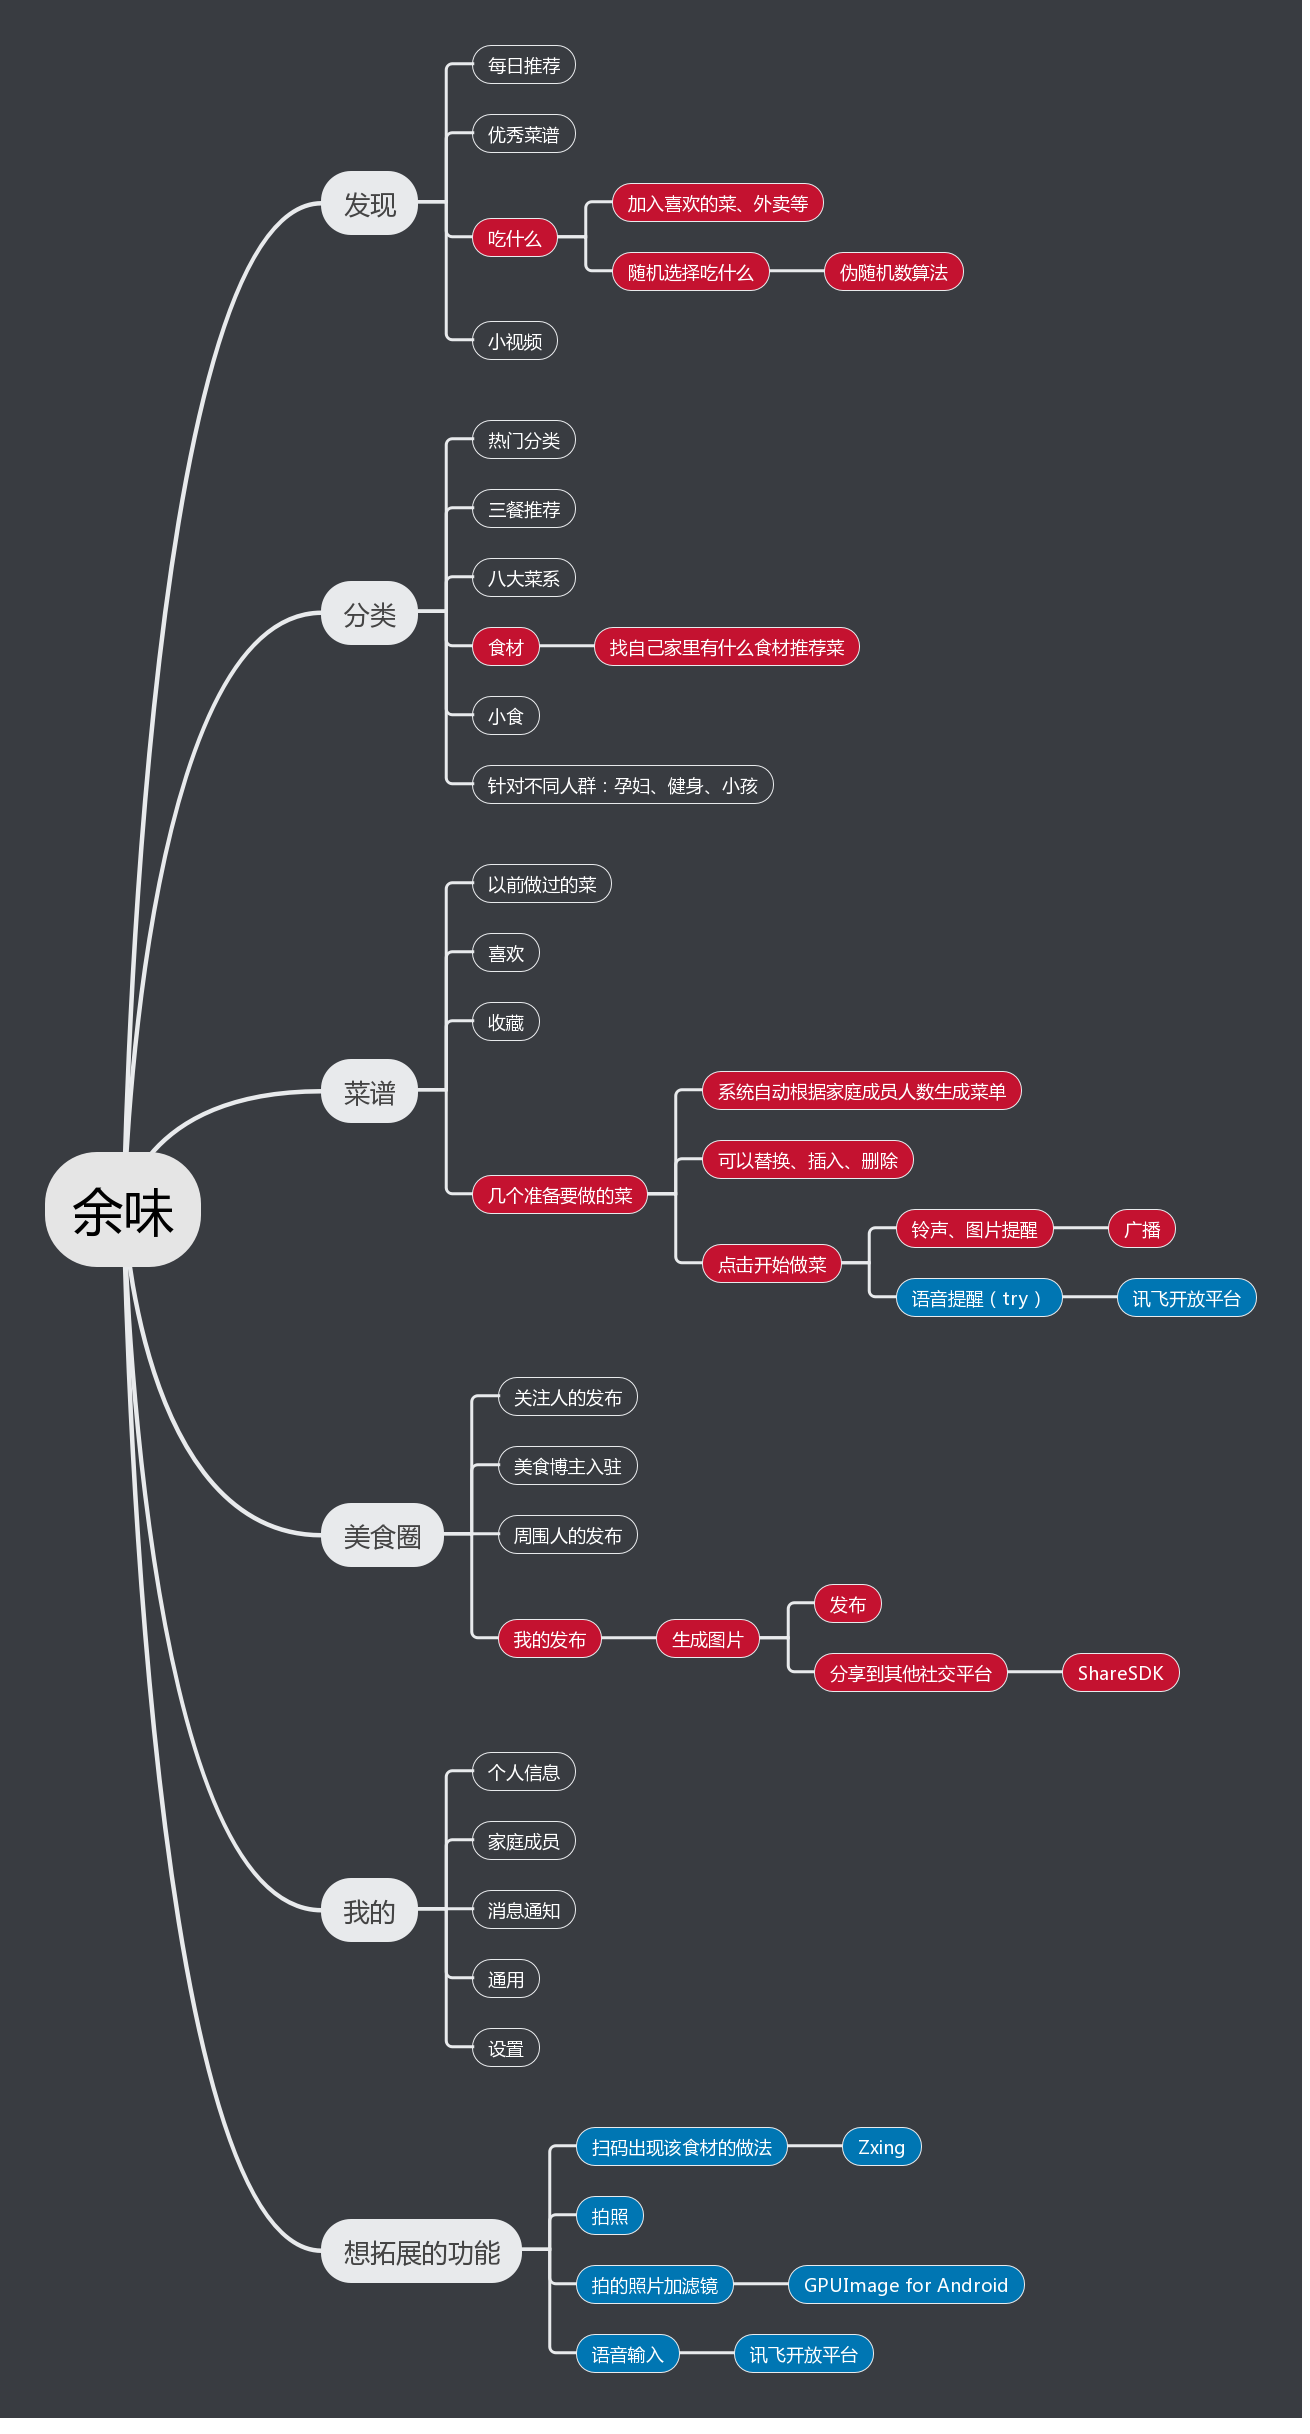 每日推荐
优秀菜谱
发现
加入喜欢的菜、外卖等
吃什么
随机选择吃什么
伪随机数算法
小视频
热门分类
三餐推荐
八大菜系
分类
食材
找自己家里有什么食材推荐菜
小食
针对不同人群：孕妇、健身、小孩
以前做过的菜
喜欢
收藏
菜谱
系统自动根据家庭成员人数生成菜单
可以替换、插入、删除
几个准备要做的菜
余味
铃声、图片提醒
广播
点击开始做菜
语音提醒（try）
讯飞开放平台
关注人的发布
美食博主入驻
周围人的发布
美食圈
发布
我的发布
生成图片
分享到其他社交平台
ShareSDK
个人信息
家庭成员
消息通知
我的
通用
设置
扫码出现该食材的做法
Zxing
拍照
想拓展的功能
拍的照片加滤镜
GPUImage for Android
语音输入
讯飞开放平台